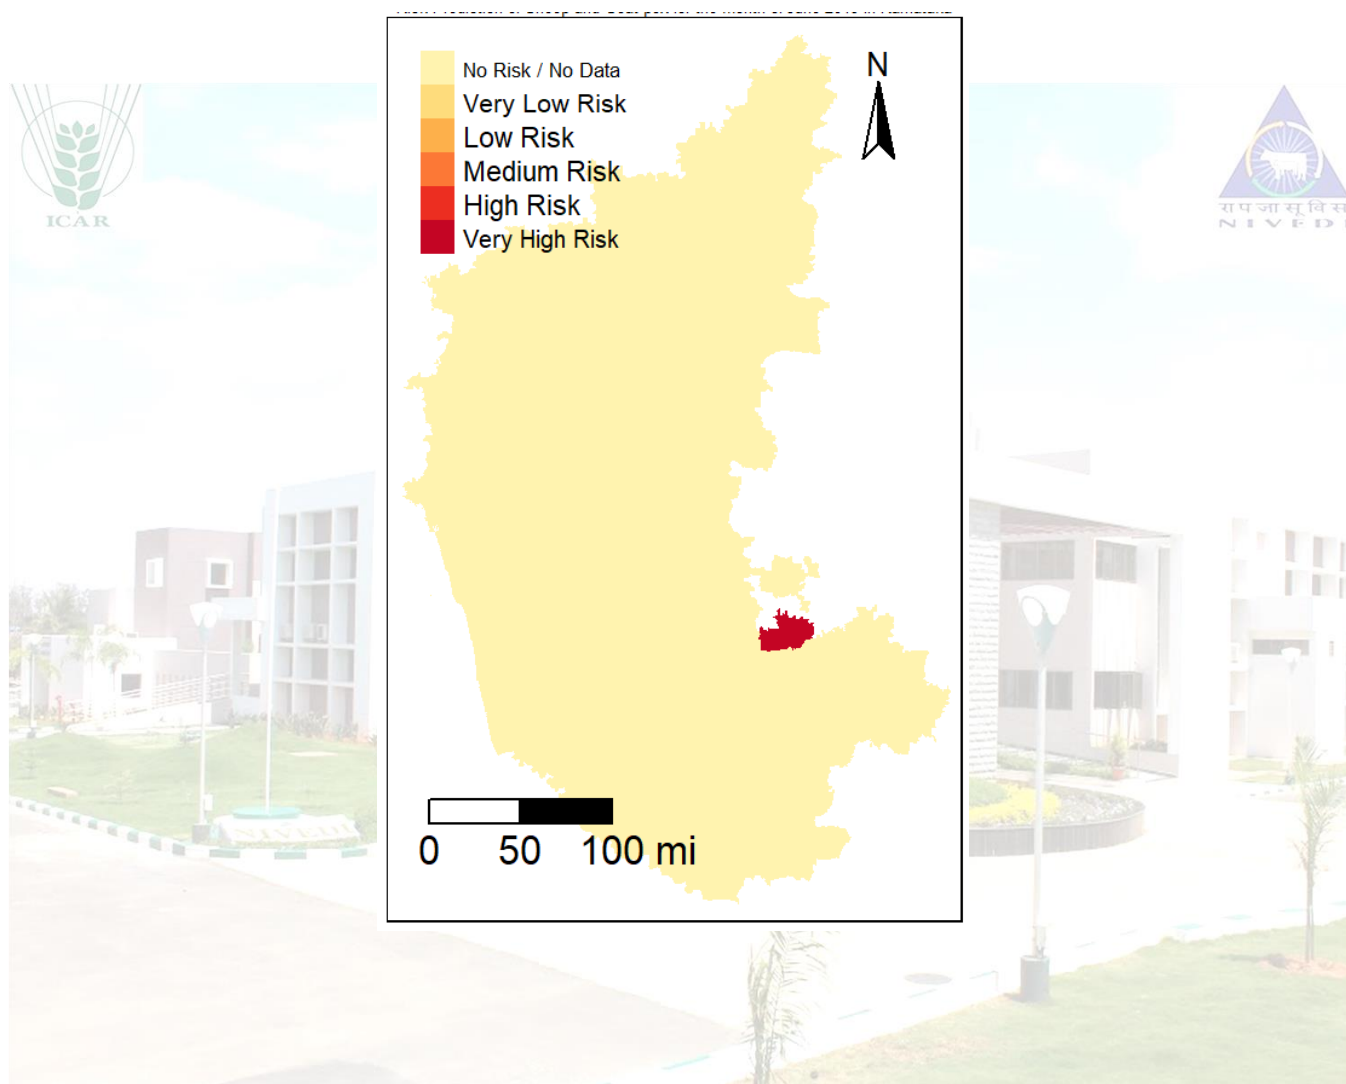 No Risk / No Data
Very Low Risk
Low Risk
Medium Risk
High Risk
Very High Risk
N
ICAR
NIVEDI
0 50 100 mi